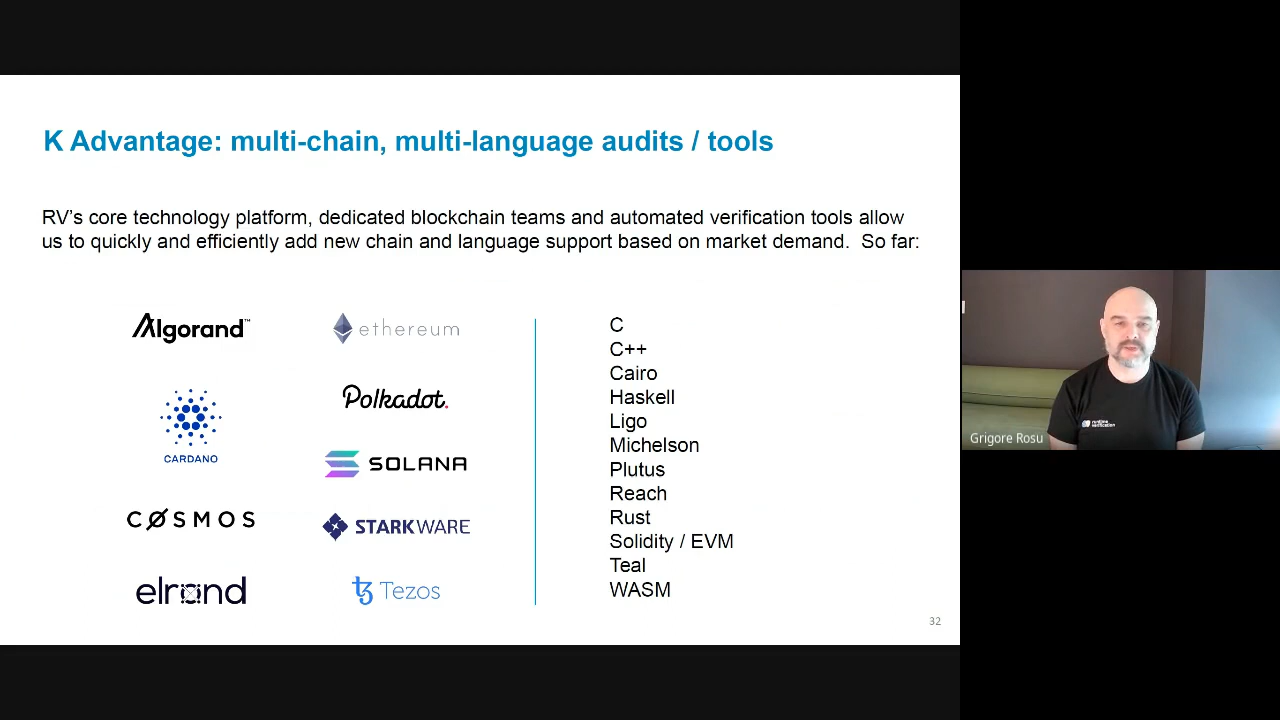 K Advantage: multi-chain, multi-language audits / tools
RV's core technology platform, dedicated blockchain teams and automated verification tools allow
us to quickly and efficiently add new chain and language support based on market demand.  So far:
Algorand™
ethereum
CARDANO
Polkadot.
SOLANA
COSMOS
STARKWARE
elrond
Tezos
C
C++
Cairo
Haskell
Ligo
Michelson
Plutus
Reach
Rust
Solidity / EVM
Teal
WASM
32
runtime
verification
Grigore Rosu